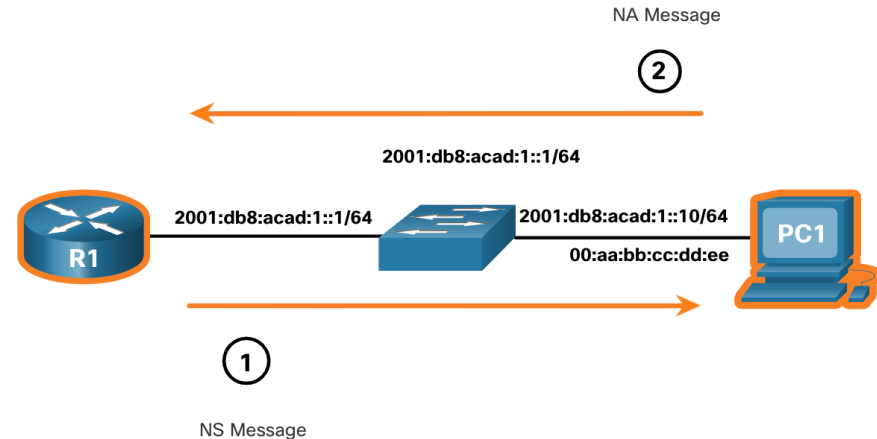 NA Message
2
2001:db8:acad:1::1/64
2001:db8:acad:1::1/64
2001:db8:acad:1::10/64
R1
PC1
00:aa:bb:cc:dd:ee
1
NS Message